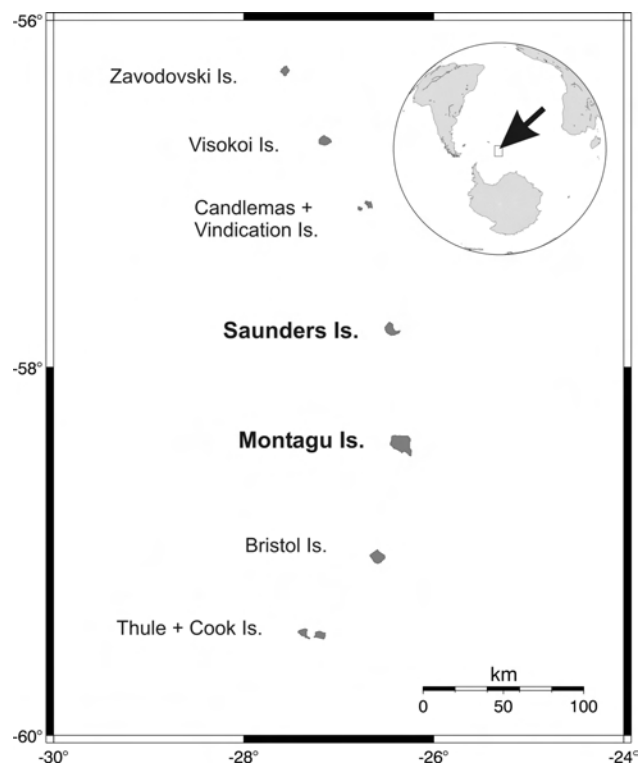 -56°
Zavodovski Is.
Visokoi Is.
Candlemas +
Vindication Is.
Saunders Is.
-58°
Montagu Is.
Bristol Is.
Thule + Cook Is.
km
0 50 100
-60°
-30° -28° -26° -24°